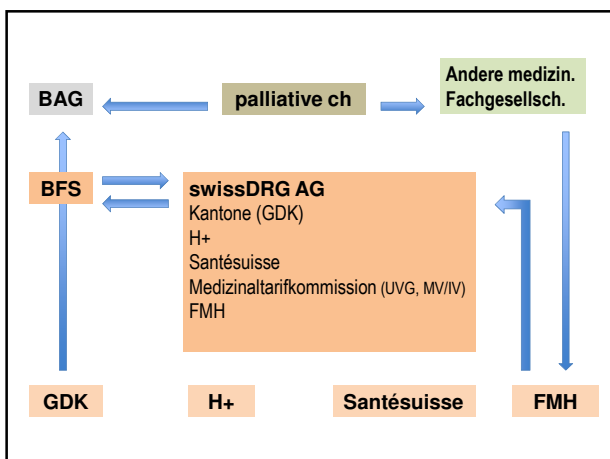 BAG
palliative ch
Andere medizin.
Fachgesellsch.
BFS
swissDRG AG
Kantone (GDK)
H+
Santésuisse
Medizinaltarifkommission (UVG, MV/IV)
FMH
GDK
H+
Santésuisse
FMH